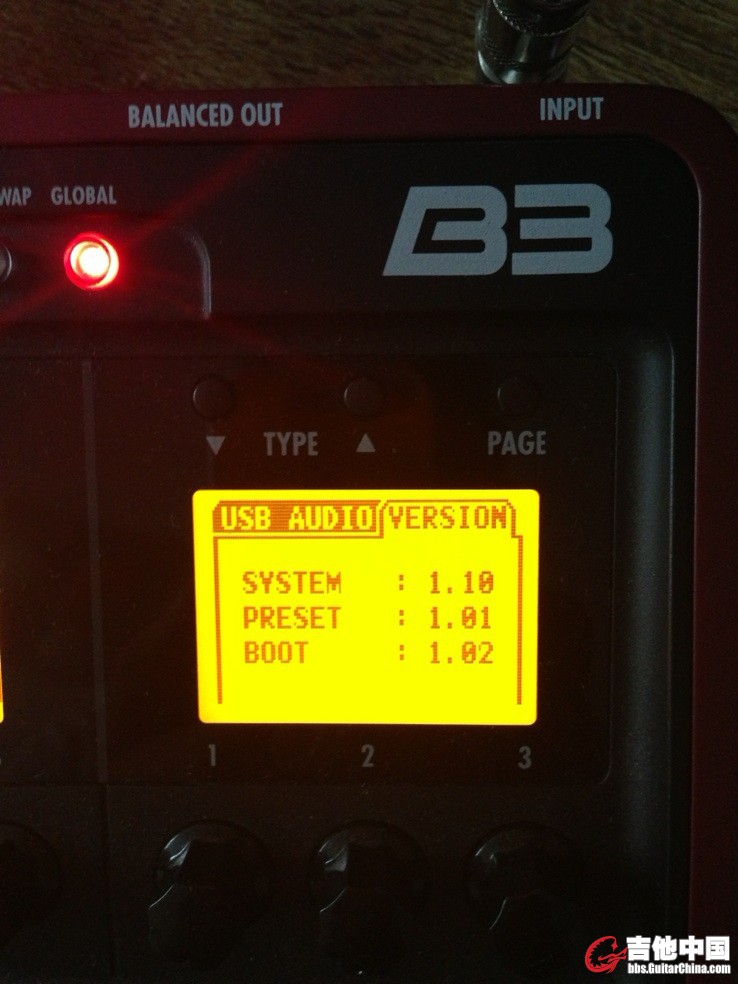 BALANCED OUT
INPUT
WAP GLOBAL
B3
▼ TYPE ▲ PAGE
USB AUDIO VERSION
SYSTEM : 1.10
PRESET : 1.01
BOOT : 1.02
1 2 3
吉他中国
bbs.GuitarChina.com